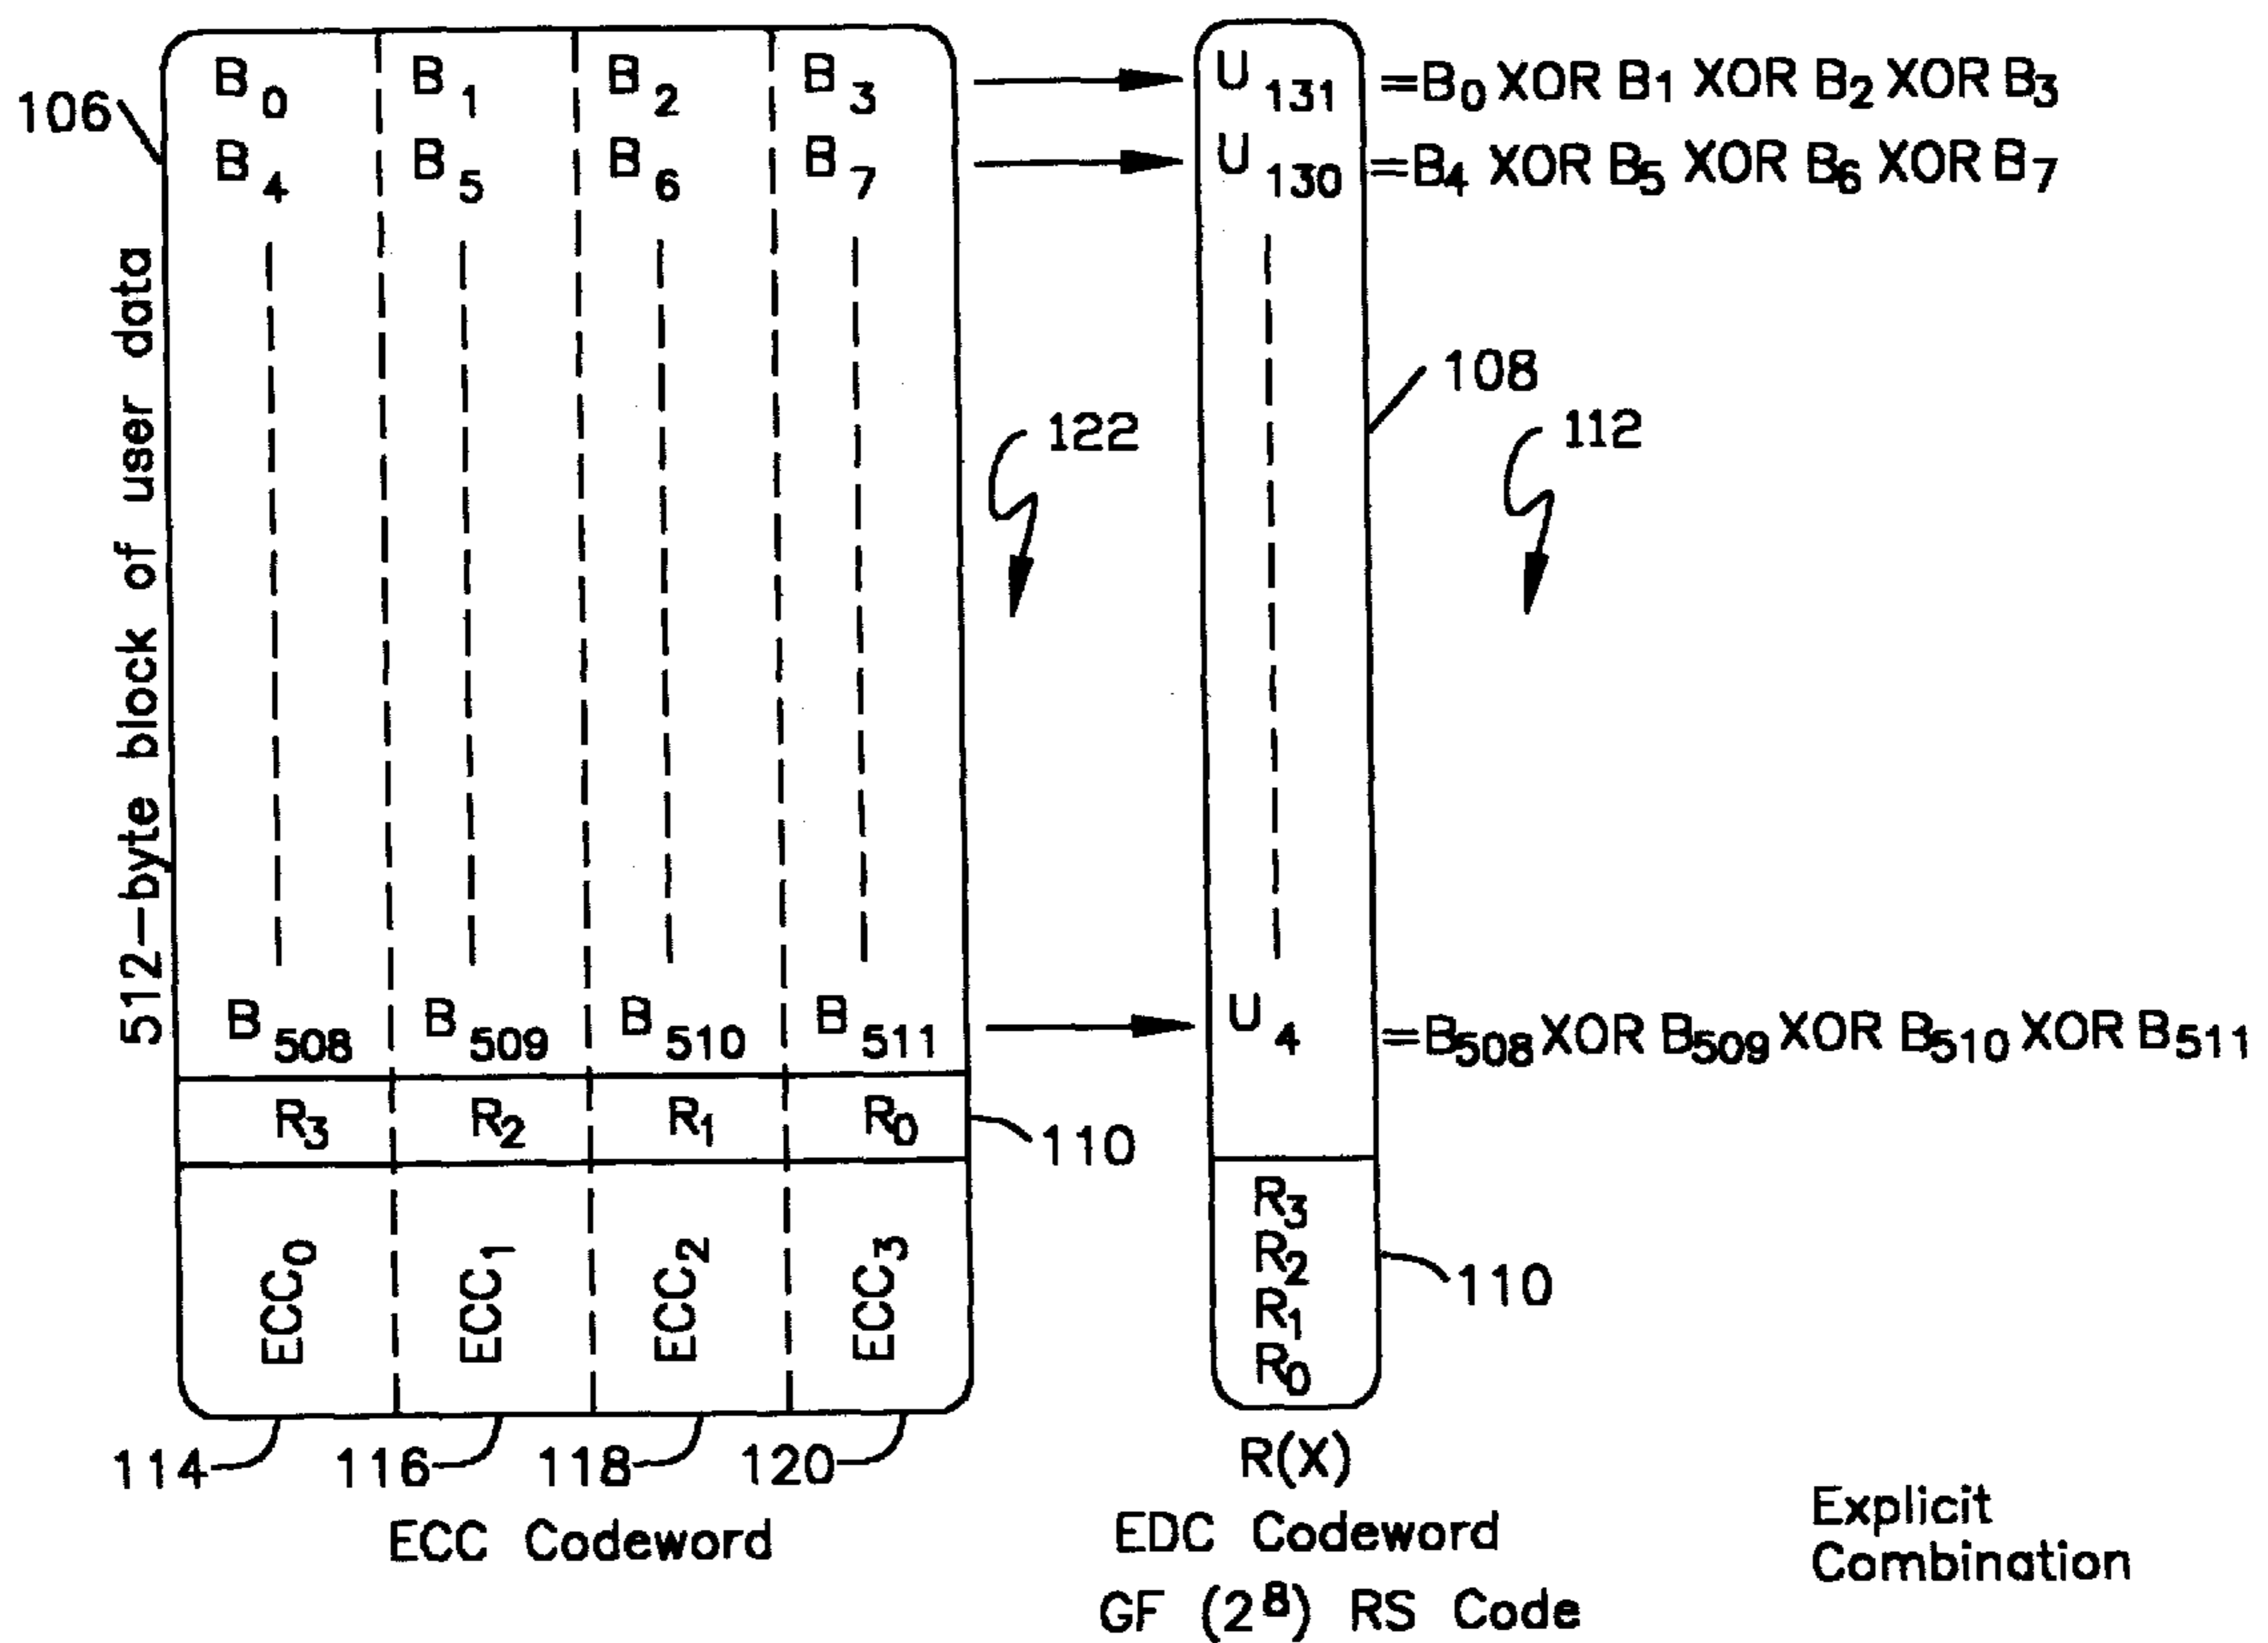 B0 B1 B2 B3 U131 =B0 XOR B1 XOR B2 XOR B3
106
B4 B5 B6 B7 U130 =B4 XOR B5 XOR B6 XOR B7
512-byte block of user data
108
122
112
B508 B509 B510 B511 U4 =B508 XOR B509 XOR B510 XOR B511
R3 R2 R1 R0
110
ECC0 ECC1 ECC2 ECC3
R3
R2
R1
R0
110
114 116 118 120
ECC Codeword
R(X)
EDC Codeword
GF (2⁸) RS Code
Explicit
Combination